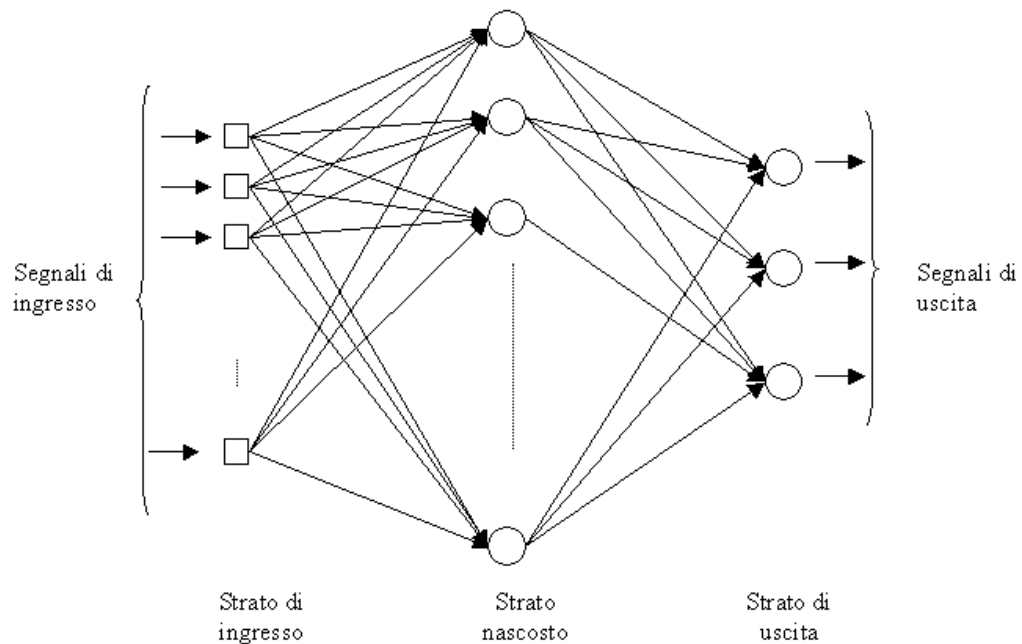 Segnali di
ingresso
Segnali di
uscita
Strato di
ingresso
Strato
nascosto
Strato di
uscita